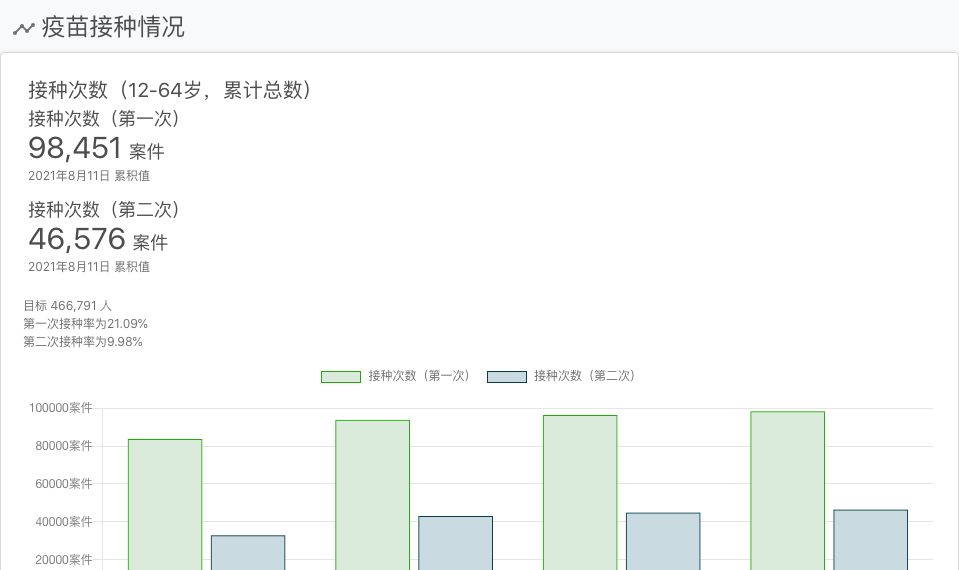 疫苗接种情况
接种次数（12-64岁，累计总数）
接种次数（第一次）
98,451 案件
2021年8月11日 累积值
接种次数（第二次）
46,576 案件
2021年8月11日 累积值
目标 466,791 人
第一次接种率为21.09%
第二次接种率为9.98%
接种次数（第一次） 接种次数（第二次）
100000案件
80000案件
60000案件
40000案件
20000案件